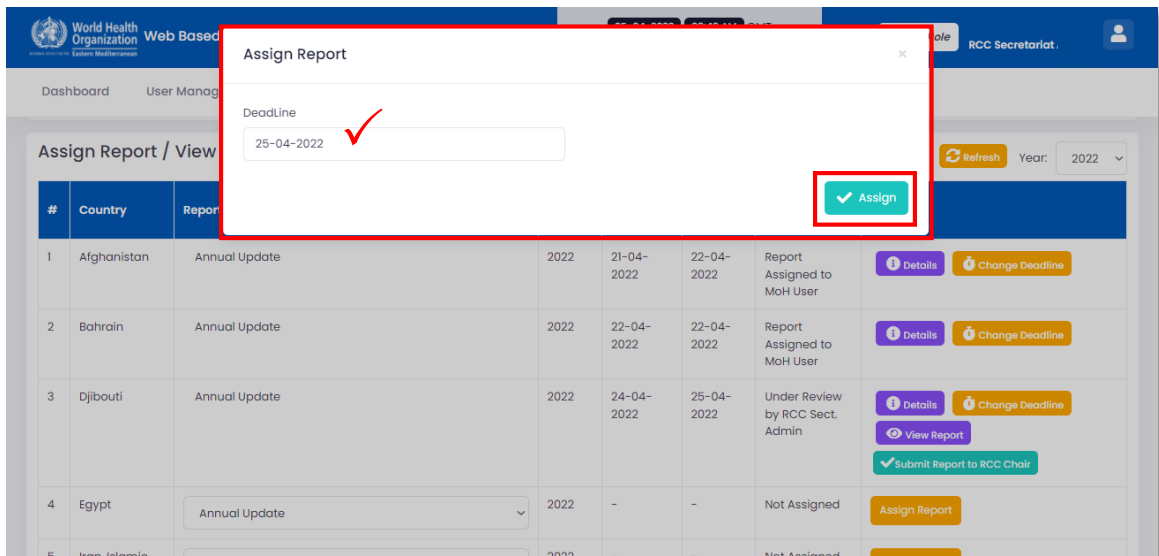 World Health
Organization
Eastern Mediterranean
Web Based
ole
RCC Secretariat
Dashboard User Manag
Assign Report
×
DeadLine
25-04-2022
Assign
Assign Report / View
Refresh Year: 2022
# Country Report
1 Afghanistan Annual Update 2022 21-04-2022 22-04-2022 Report Assigned to MoH User Details Change Deadline
2 Bahrain Annual Update 2022 22-04-2022 22-04-2022 Report Assigned to MoH User Details Change Deadline
3 Djibouti Annual Update 2022 24-04-2022 25-04-2022 Under Review by RCC Sect. Admin Details Change Deadline
View Report
Submit Report to RCC Chair
4 Egypt Annual Update 2022 - - Not Assigned Assign Report